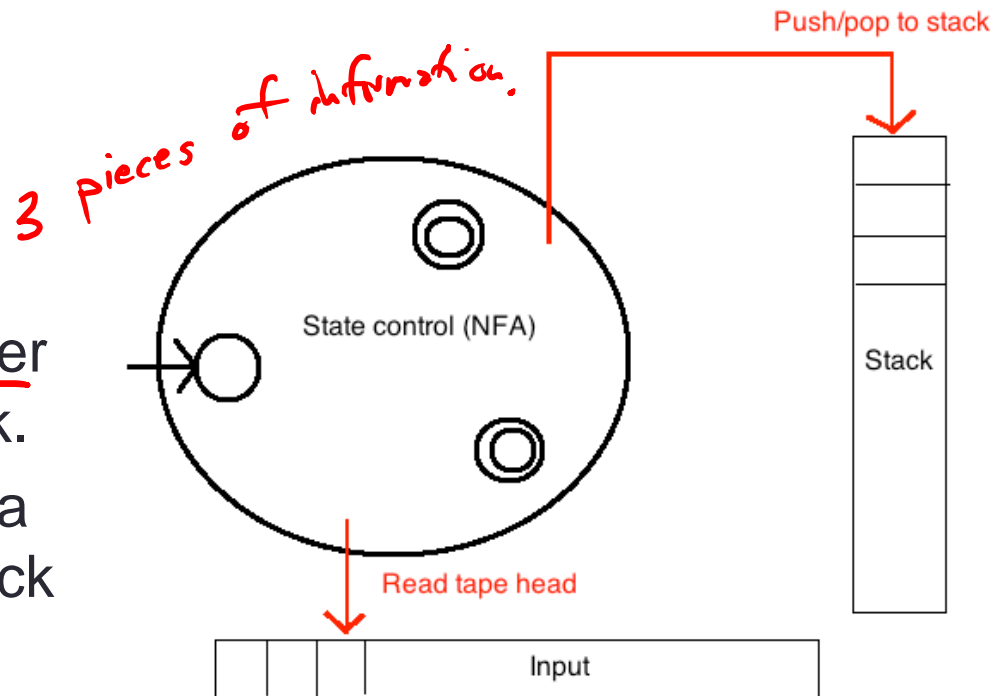 Push/pop to stack
3 pieces of information.
State control (NFA)
er
k.
a
ck
Stack
Read tape head
Input